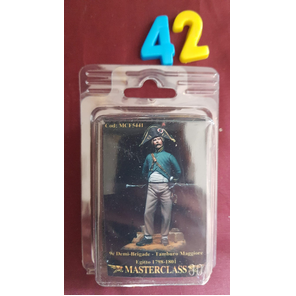 42
Cod: MCF5441
9e Demi-Brigade - Tamburo Maggiore
Egitto 1798-1801
MASTERCLASS